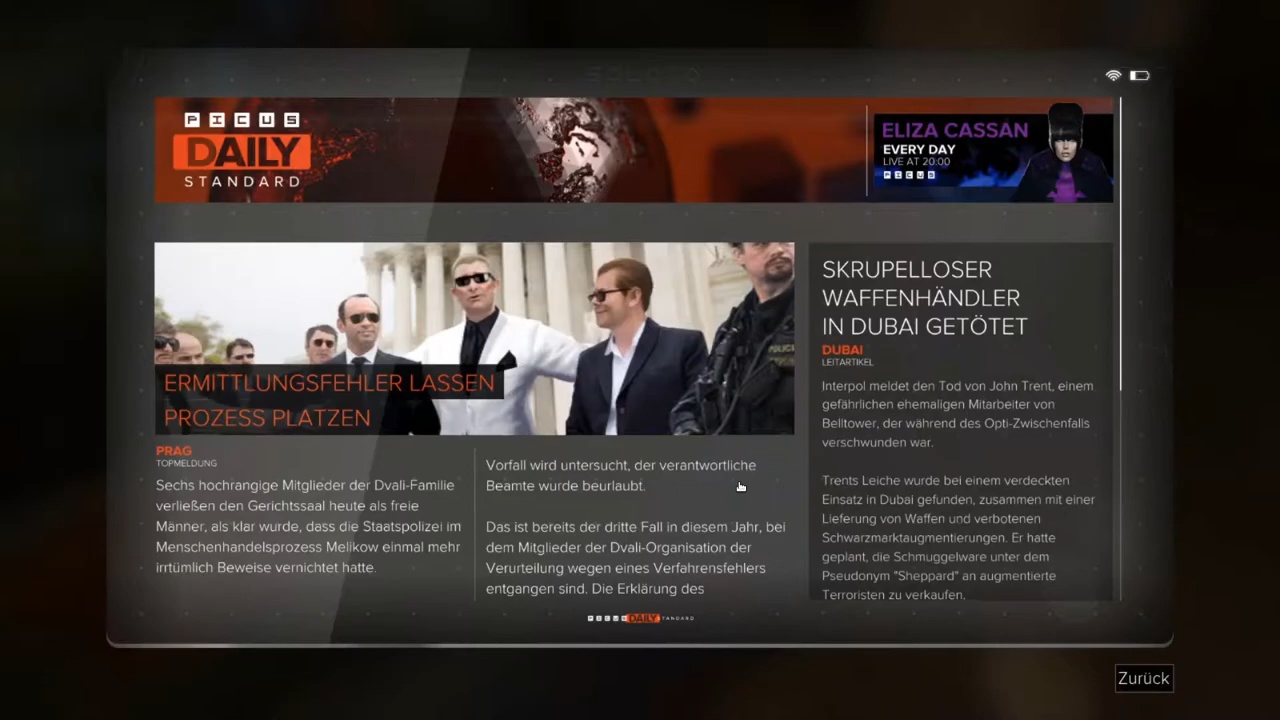 PICUS
DAILY
STANDARD
ELIZA CASSAN
EVERY DAY
LIVE AT 20:00
PICUS
ERMITTLUNGSFEHLER LASSEN
PROZESS PLATZEN
PRAG
TOPMELDUNG
Sechs hochrangige Mitglieder der Dvali-Familie
verließen den Gerichtssaal heute als freie
Männer, als klar wurde, dass die Staatspolizei im
Menschenhandelsprozess Melikow einmal mehr
irrtümlich Beweise vernichtet hatte.
Vorfall wird untersucht, der verantwortliche
Beamte wurde beurlaubt.
Das ist bereits der dritte Fall in diesem Jahr, bei
dem Mitglieder der Dvali-Organisation der
Verurteilung wegen eines Verfahrensfehlers
entgangen sind. Die Erklärung des
POLICE
SKRUPELLOSER
WAFFENHÄNDLER
IN DUBAI GETÖTET
DUBAI
LEITARTIKEL
Interpol meldet den Tod von John Trent, einem
gefährlichen ehemaligen Mitarbeiter von
Belltower, der während des Opti-Zwischenfalls
verschwunden war.
Trents Leiche wurde bei einem verdeckten
Einsatz in Dubai gefunden, zusammen mit einer
Lieferung von Waffen und verbotenen
Schwarzmarktaugmentierungen. Er hatte
geplant, die Schmuggelware unter dem
Pseudonym "Sheppard" an augmentierte
Terroristen zu verkaufen.
PICUS DAILY STANDARD
Zurück